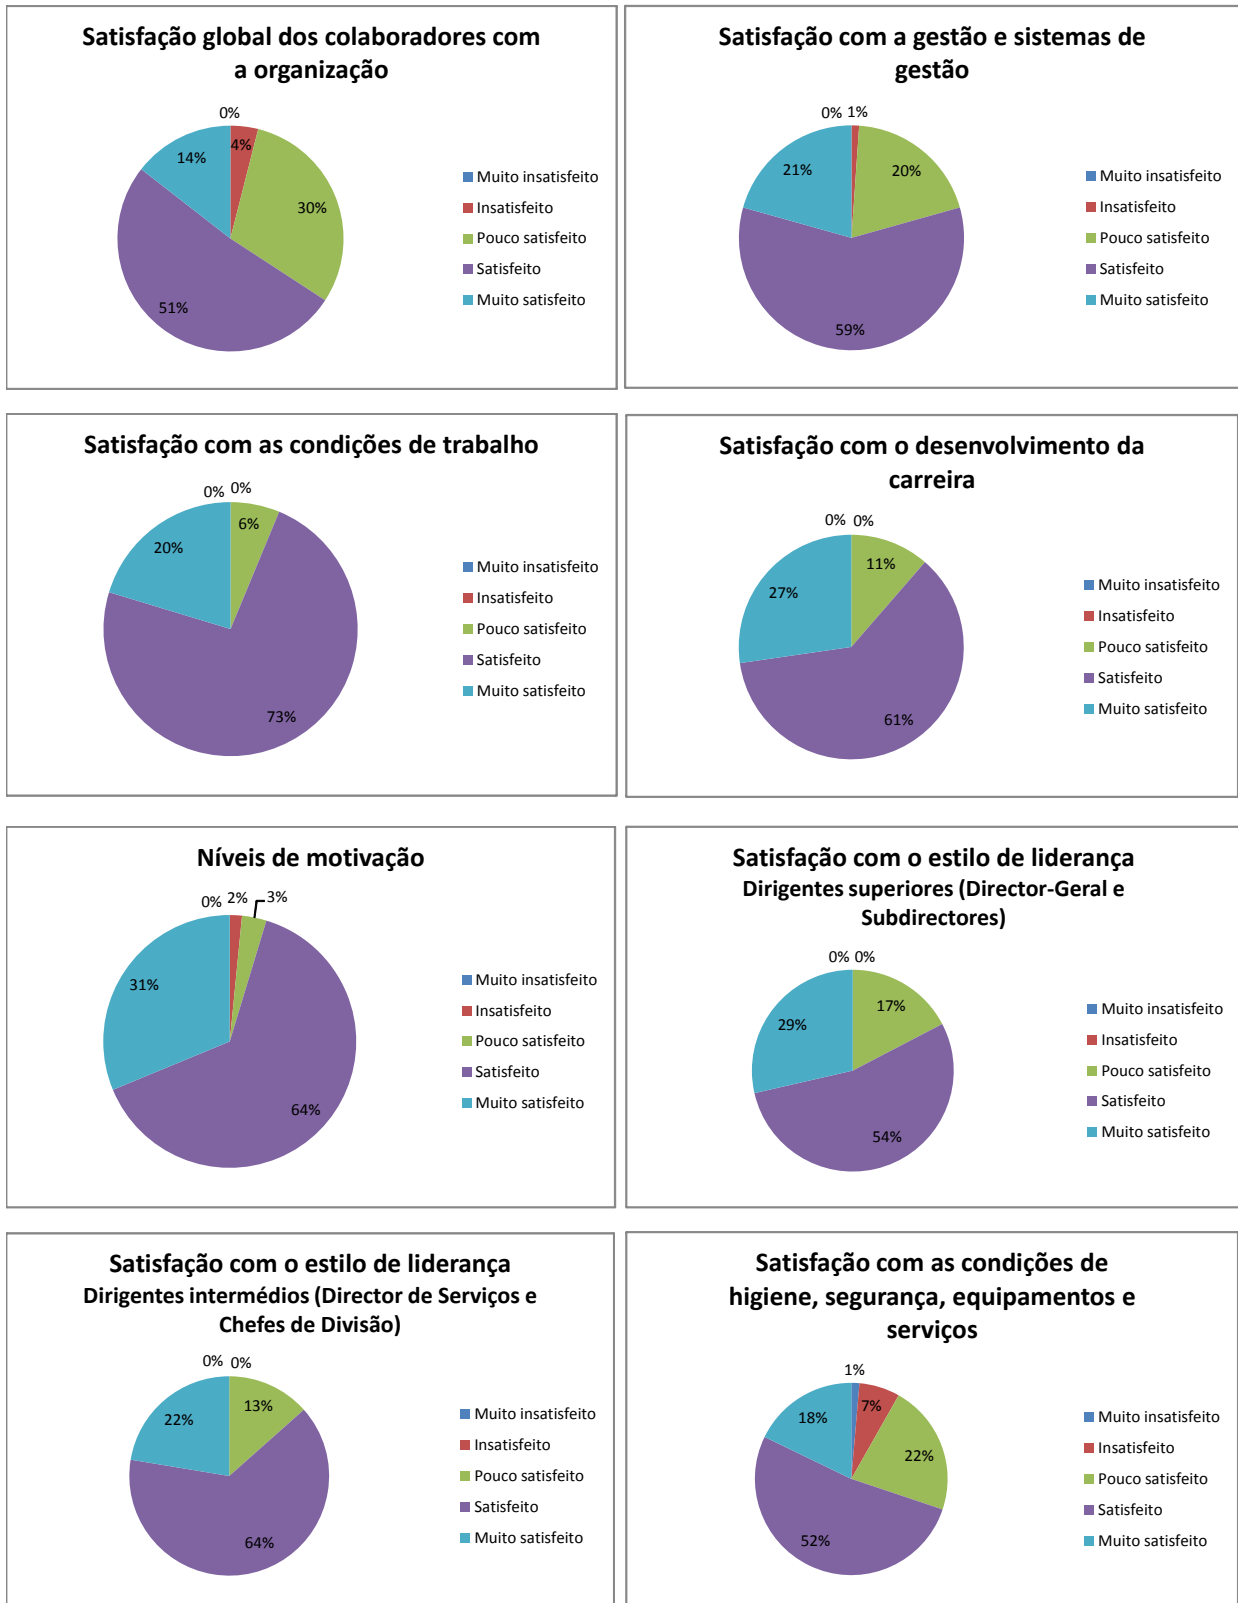 Satisfação global dos colaboradores com
a organização
0%
4%
14%
30%
51%
Muito insatisfeito
Insatisfeito
Pouco satisfeito
Satisfeito
Muito satisfeito
Satisfação com a gestão e sistemas de
gestão
0% 1%
21%
20%
59%
Muito insatisfeito
Insatisfeito
Pouco satisfeito
Satisfeito
Muito satisfeito
Satisfação com as condições de trabalho
0% 0%
6%
20%
73%
Muito insatisfeito
Insatisfeito
Pouco satisfeito
Satisfeito
Muito satisfeito
Satisfação com o desenvolvimento da
carreira
0% 0%
11%
27%
61%
Muito insatisfeito
Insatisfeito
Pouco satisfeito
Satisfeito
Muito satisfeito
Níveis de motivação
0% 2% 3%
31%
64%
Muito insatisfeito
Insatisfeito
Pouco satisfeito
Satisfeito
Muito satisfeito
Satisfação com o estilo de liderança
Dirigentes superiores (Director-Geral e
Subdirectores)
0% 0%
17%
29%
54%
Muito insatisfeito
Insatisfeito
Pouco satisfeito
Satisfeito
Muito satisfeito
Satisfação com o estilo de liderança
Dirigentes intermédios (Director de Serviços e
Chefes de Divisão)
0% 0%
13%
22%
64%
Muito insatisfeito
Insatisfeito
Pouco satisfeito
Satisfeito
Muito satisfeito
Satisfação com as condições de
higiene, segurança, equipamentos e
serviços
1%
7%
18%
22%
52%
Muito insatisfeito
Insatisfeito
Pouco satisfeito
Satisfeito
Muito satisfeito